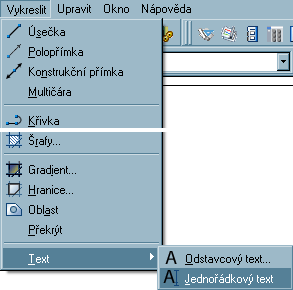 Vykreslit Upravit Okno Nápověda
Úsečka
Polopřímka
Konstrukční přímka
Multičára
Křivka
Šrafy...
Gradient...
Hranice...
Oblast
Překrýt
Text
Odstavcový text...
Jednořádkový text